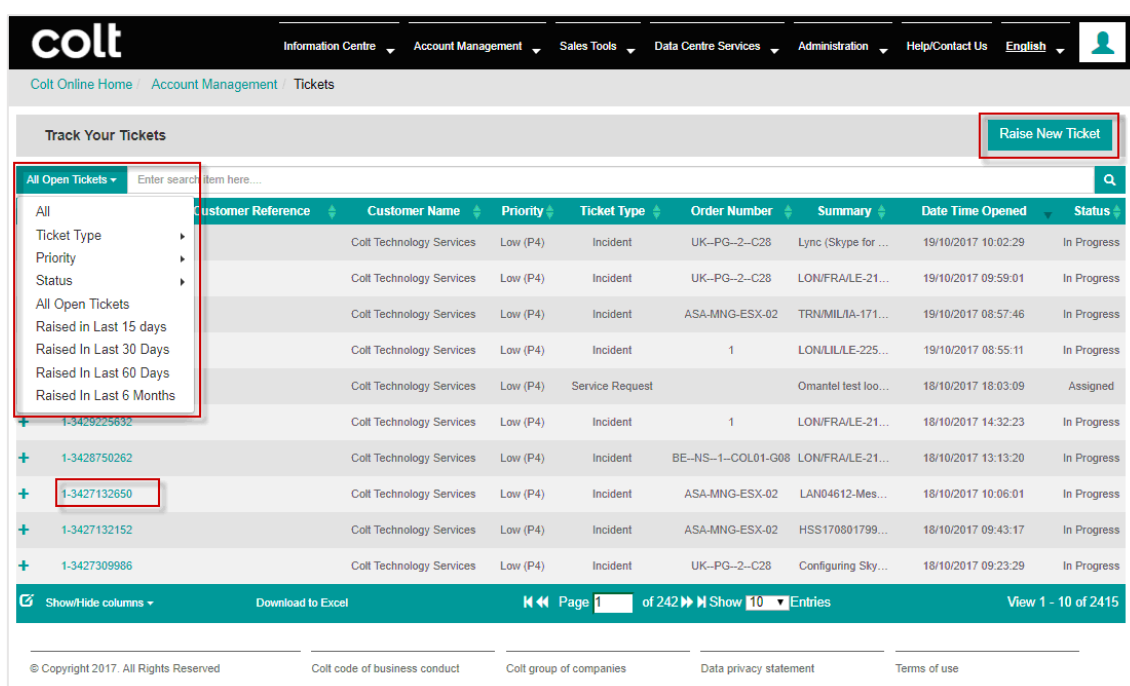 colt
Information Centre Account Management Sales Tools Data Centre Services Administration Help/Contact Us English
Colt Online Home / Account Management / Tickets
Track Your Tickets
Raise New Ticket
All Open Tickets Enter search item here....
Customer Reference Customer Name Priority Ticket Type Order Number Summary Date Time Opened Status
All
Ticket Type
Priority
Status
All Open Tickets
Raised in Last 15 days
Raised In Last 30 Days
Raised In Last 60 Days
Raised In Last 6 Months
Colt Technology Services Low (P4) Incident UK--PG--2--C28 Lync (Skype for ... 19/10/2017 10:02:29 In Progress
Colt Technology Services Low (P4) Incident UK--PG--2--C28 LON/FRA/LE-21... 19/10/2017 09:59:01 In Progress
Colt Technology Services Low (P4) Incident ASA-MNG-ESX-02 TRN/MIL/IA-171... 19/10/2017 08:57:46 In Progress
Colt Technology Services Low (P4) Incident 1 LON/LIL/LE-225... 19/10/2017 08:55:11 In Progress
Colt Technology Services Low (P4) Service Request Omantel test loo... 18/10/2017 18:03:09 Assigned
1-3429225632 Colt Technology Services Low (P4) Incident 1 LON/FRA/LE-21... 18/10/2017 14:32:23 In Progress
1-3428750262 Colt Technology Services Low (P4) Incident BE--NS--1--COL01-G08 LON/FRA/LE-21... 18/10/2017 13:13:20 In Progress
1-3427132650 Colt Technology Services Low (P4) Incident ASA-MNG-ESX-02 LAN04612-Mes... 18/10/2017 10:06:01 In Progress
1-3427132152 Colt Technology Services Low (P4) Incident ASA-MNG-ESX-02 HSS170801799... 18/10/2017 09:43:17 In Progress
1-3427309986 Colt Technology Services Low (P4) Incident UK--PG--2--C28 Configuring Sky... 18/10/2017 09:23:29 In Progress
Show/Hide columns Download to Excel Page 1 of 242 Show 10 Entries View 1 - 10 of 2415
© Copyright 2017. All Rights Reserved Colt code of business conduct Colt group of companies Data privacy statement Terms of use